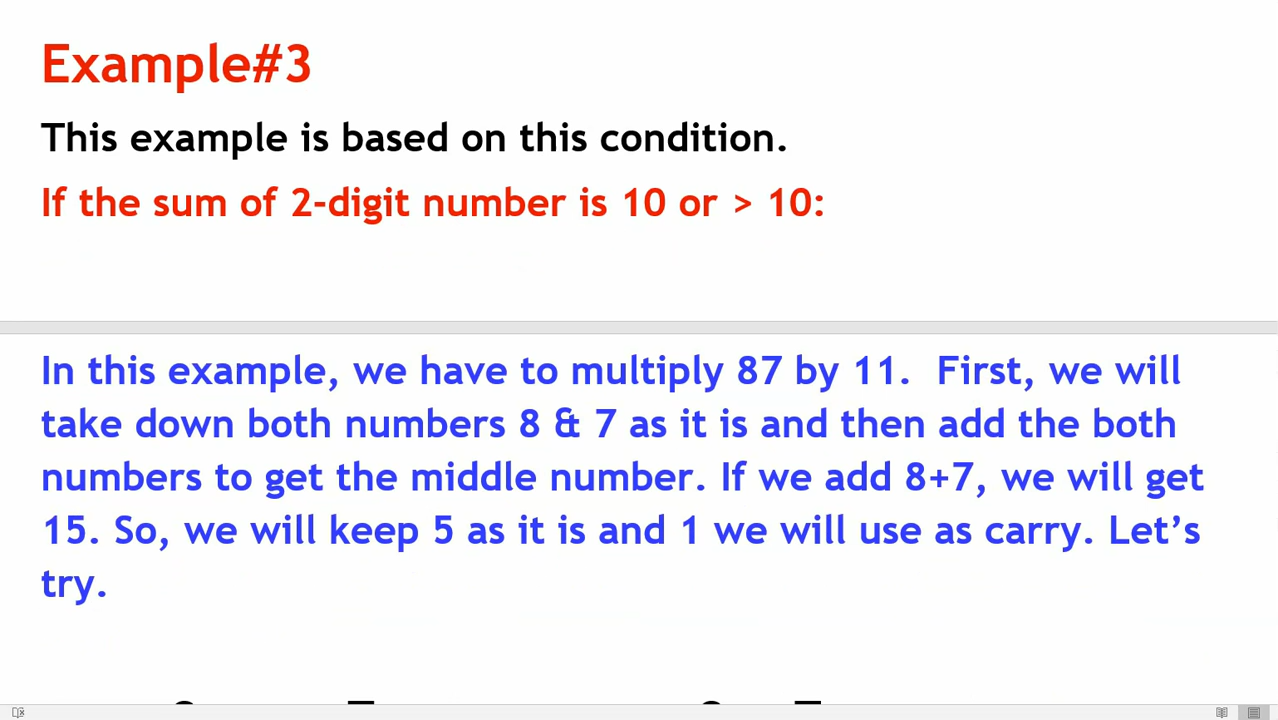 Example#3
This example is based on this condition.
If the sum of 2-digit number is 10 or > 10:
In this example, we have to multiply 87 by 11.  First, we will
take down both numbers 8 & 7 as it is and then add the both
numbers to get the middle number. If we add 8+7, we will get
15. So, we will keep 5 as it is and 1 we will use as carry. Let’s
try.